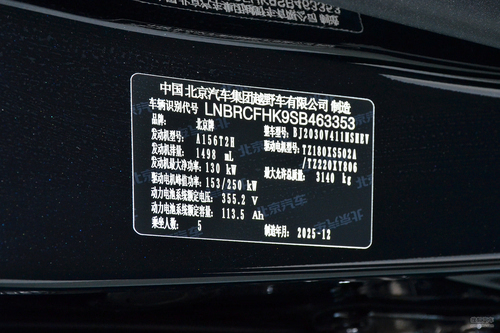 中国 北京汽车集团越野车有限公司 制造
车辆识别代号 LNBRCFHK9SB463353
品牌: 北京牌 整车型号: BJ2030V411MSHEV
发动机型号: A156T2H 驱动电机型号: TZ180XS502A
发动机排量: 1498 mL /TZ220XY806
发动机最大净功率: 130 kW 最大允许总质量: 3140 kg
驱动电机峰值功率: 153/250 kW
动力电池系统额定电压: 355.2 V
动力电池系统额定容量: 113.5 Ah
乘坐人数: 5 制造年月: 2025-12